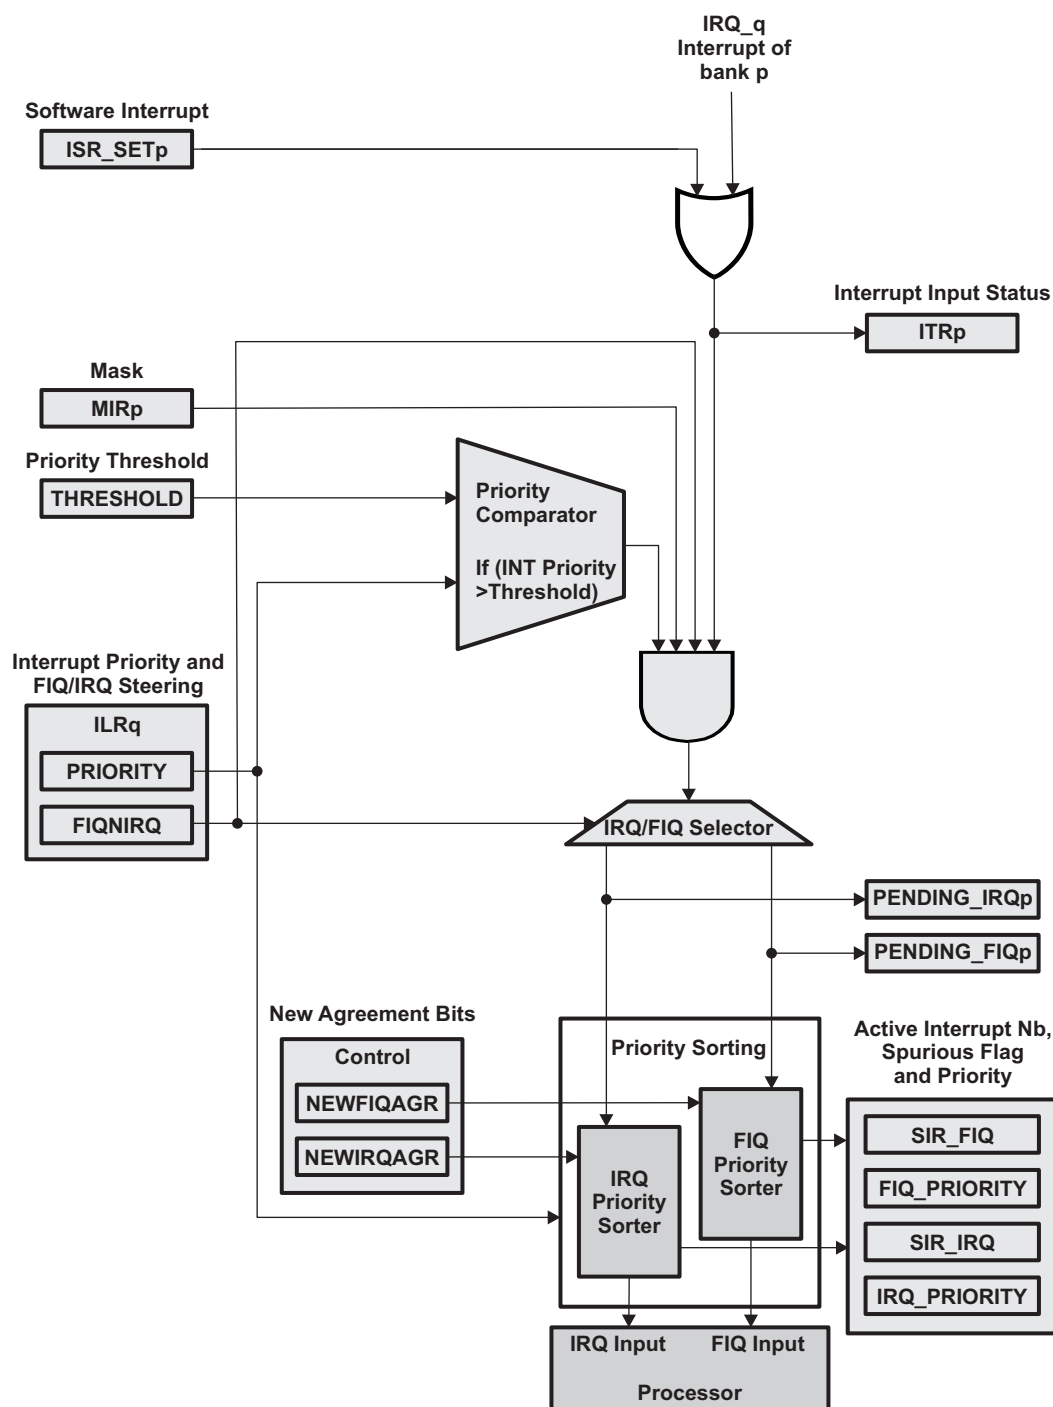 IRQ_q
Interrupt of
bank p
Software Interrupt
ISR_SETp
Interrupt Input Status
ITRp
Mask
MIRp
Priority Threshold
THRESHOLD
Priority
Comparator
If (INT Priority
>Threshold)
Interrupt Priority and
FIQ/IRQ Steering
ILRq
PRIORITY
FIQNIRQ
IRQ/FIQ Selector
PENDING_IRQp
PENDING_FIQp
New Agreement Bits
Control
NEWFIQAGR
NEWIRQAGR
Priority Sorting
IRQ
Priority
Sorter
FIQ
Priority
Sorter
Active Interrupt Nb,
Spurious Flag
and Priority
SIR_FIQ
FIQ_PRIORITY
SIR_IRQ
IRQ_PRIORITY
IRQ Input
FIQ Input
Processor